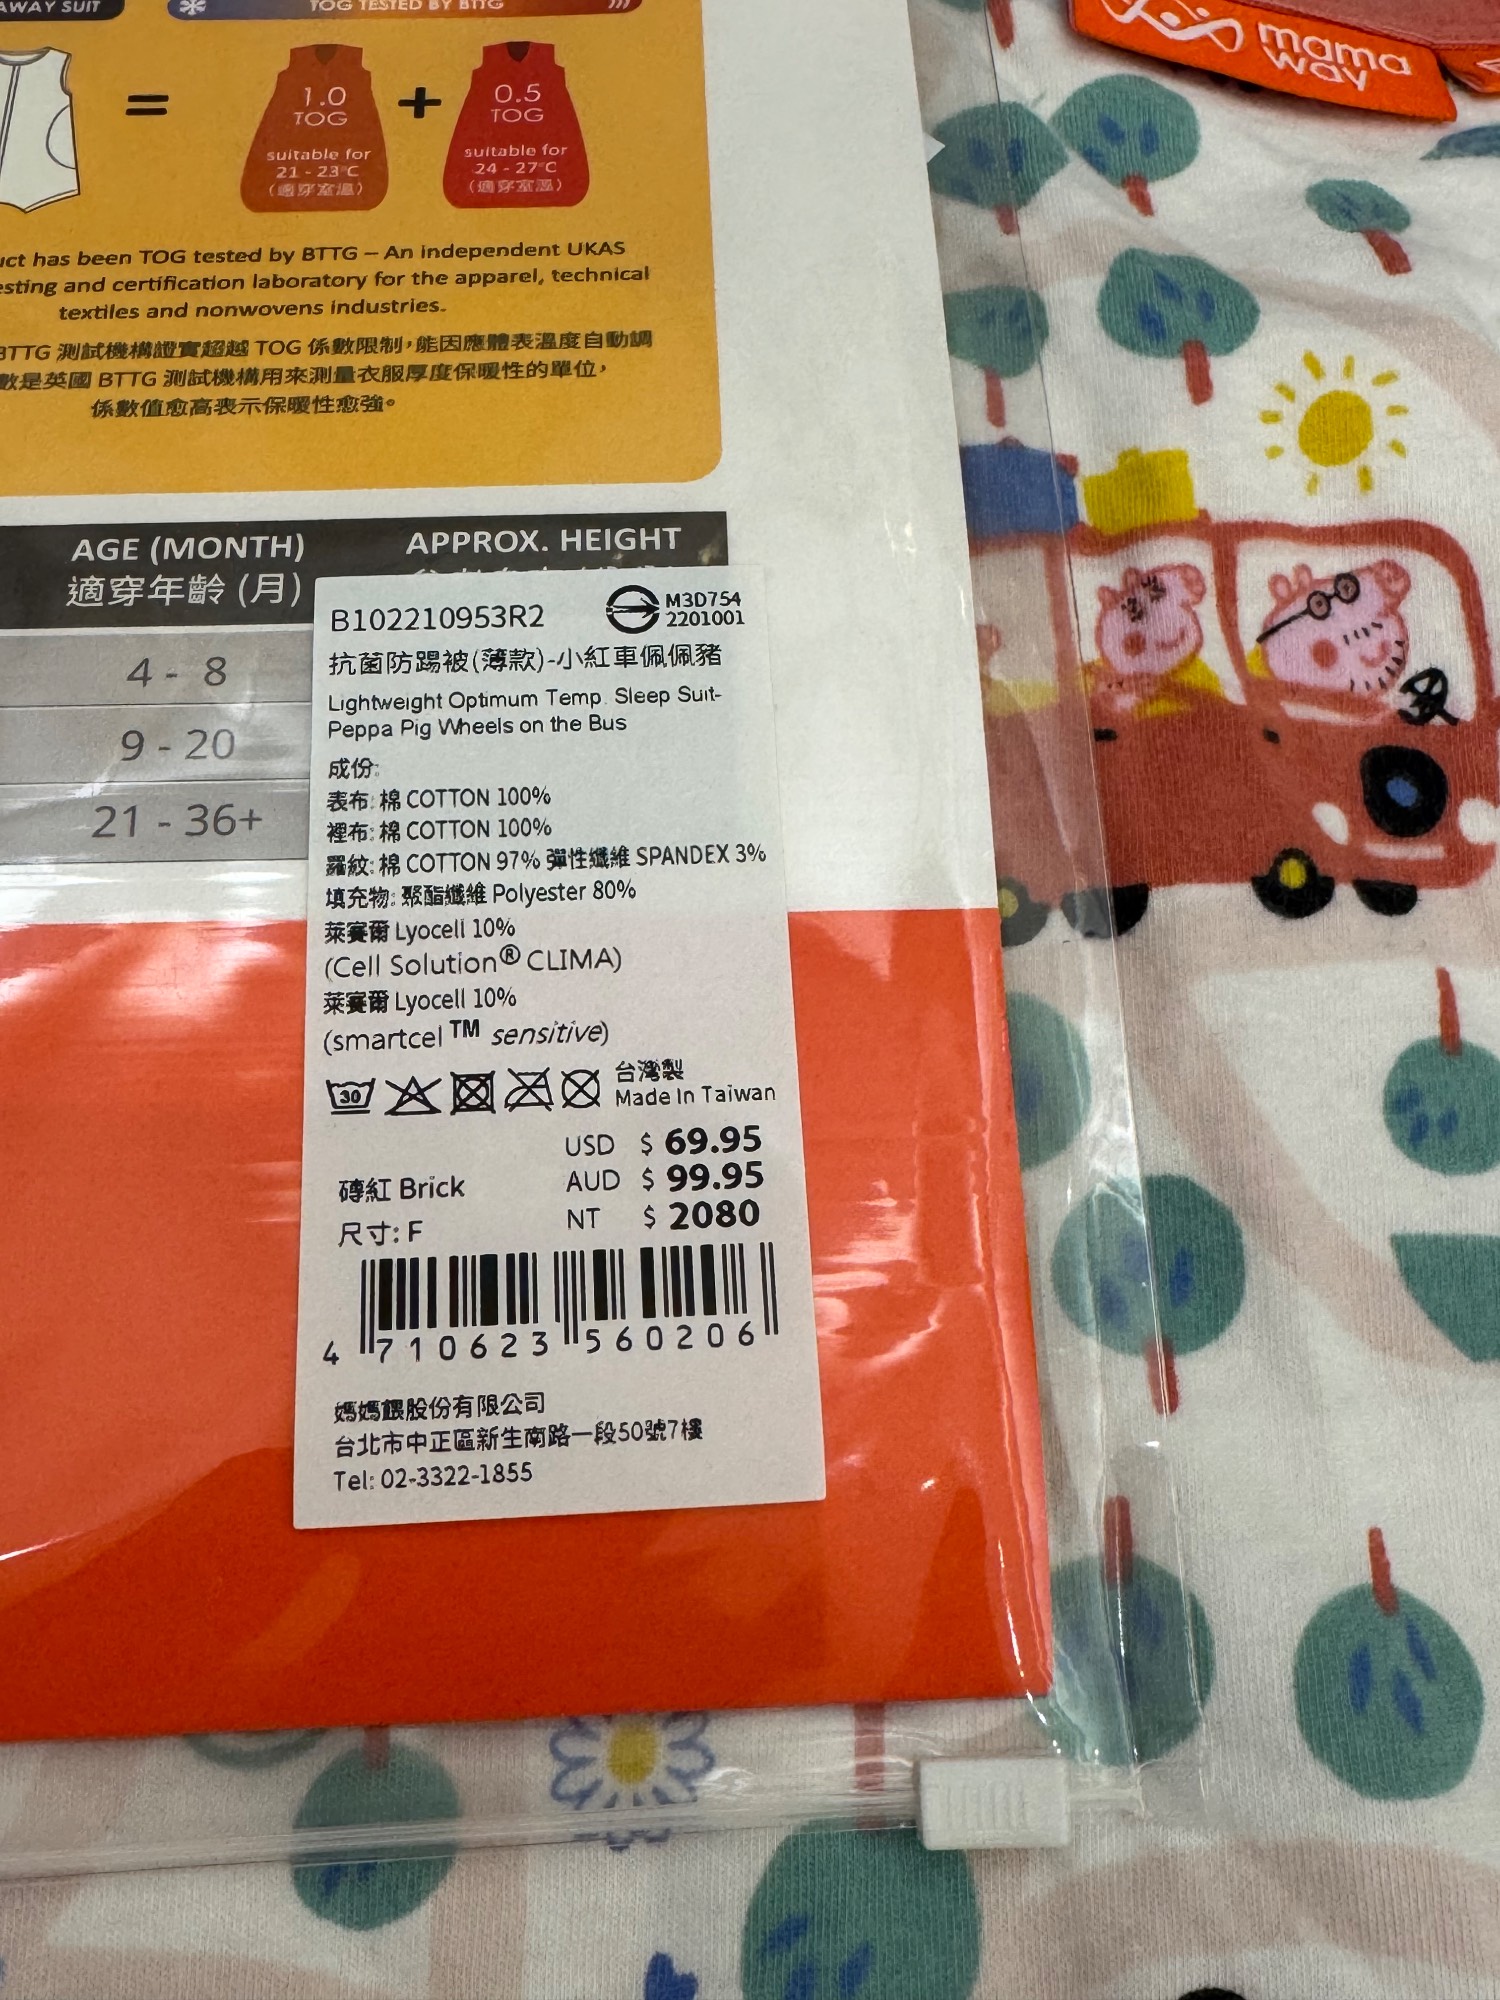 AWAY SUIT
TOG TESTED BY BTTG
mama
way
=
1.0
TOG
suitable for
21 - 23°C
(適穿室溫)
+
0.5
TOG
suitable for
24 - 27°C
(適穿室溫)
uct has been TOG tested by BTTG – An independent UKAS
esting and certification laboratory for the apparel, technical
textiles and nonwovens industries.
BTTG 測試機構證實超越 TOG 係數限制，能因應體表溫度自動調
數是英國 BTTG 測試機構用來測量衣服厚度保暖性的單位，
係數值愈高表示保暖性愈強。
AGE (MONTH)
適穿年齡 (月)
APPROX. HEIGHT
4 - 8
9 - 20
21 - 36+
B102210953R2
M3D754
2201001
抗菌防踢被(薄款)-小紅車佩佩豬
Lightweight Optimum Temp. Sleep Suit-
Peppa Pig Wheels on the Bus
成份:
表布: 棉 COTTON 100%
裡布: 棉 COTTON 100%
羅紋: 棉 COTTON 97% 彈性纖維 SPANDEX 3%
填充物: 聚酯纖維 Polyester 80%
萊賽爾 Lyocell 10%
(Cell Solution® CLIMA)
萊賽爾 Lyocell 10%
(smartcel™ sensitive)
30
台灣製
Made In Taiwan
USD $ 69.95
AUD $ 99.95
NT $ 2080
磚紅 Brick
尺寸: F
4 710623 560206
媽媽餵股份有限公司
台北市中正區新生南路一段50號7樓
Tel: 02-3322-1855